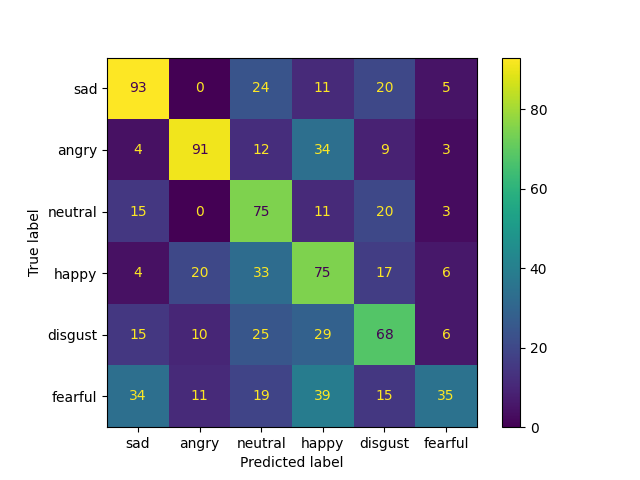 sad 93 0 24 11 20 5
angry 4 91 12 34 9 3
neutral 15 0 75 11 20 3
happy 4 20 33 75 17 6
disgust 15 10 25 29 68 6
fearful 34 11 19 39 15 35
sad angry neutral happy disgust fearful
Predicted label
True label
80
60
40
20
0